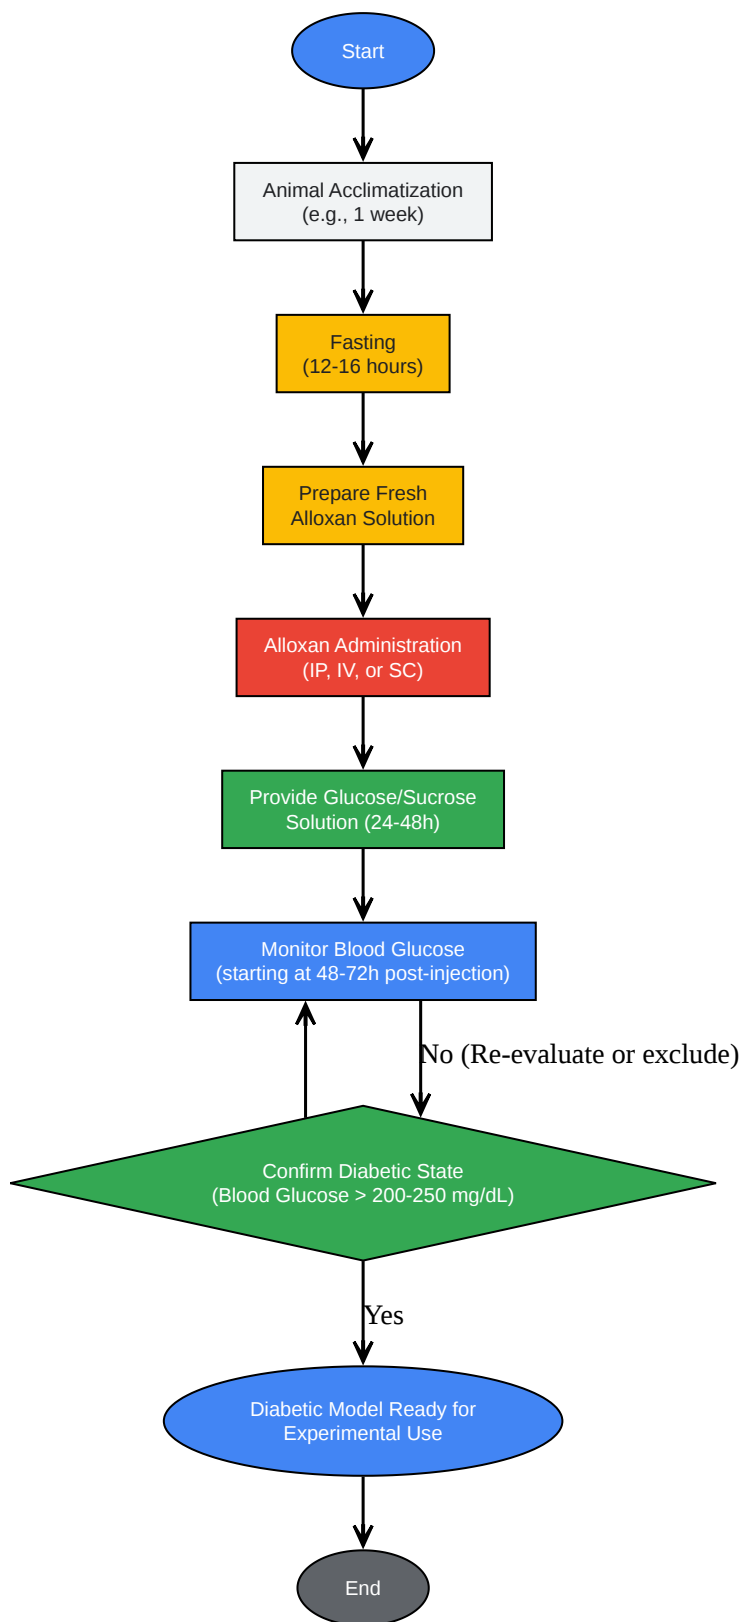 Start
Animal Acclimatization
(e.g., 1 week)
Fasting
(12-16 hours)
Prepare Fresh
Alloxan Solution
Alloxan Administration
(IP, IV, or SC)
Provide Glucose/Sucrose
Solution (24-48h)
Monitor Blood Glucose
(starting at 48-72h post-injection)
No (Re-evaluate or exclude)
Confirm Diabetic State
(Blood Glucose > 200-250 mg/dL)
Yes
Diabetic Model Ready for
Experimental Use
End